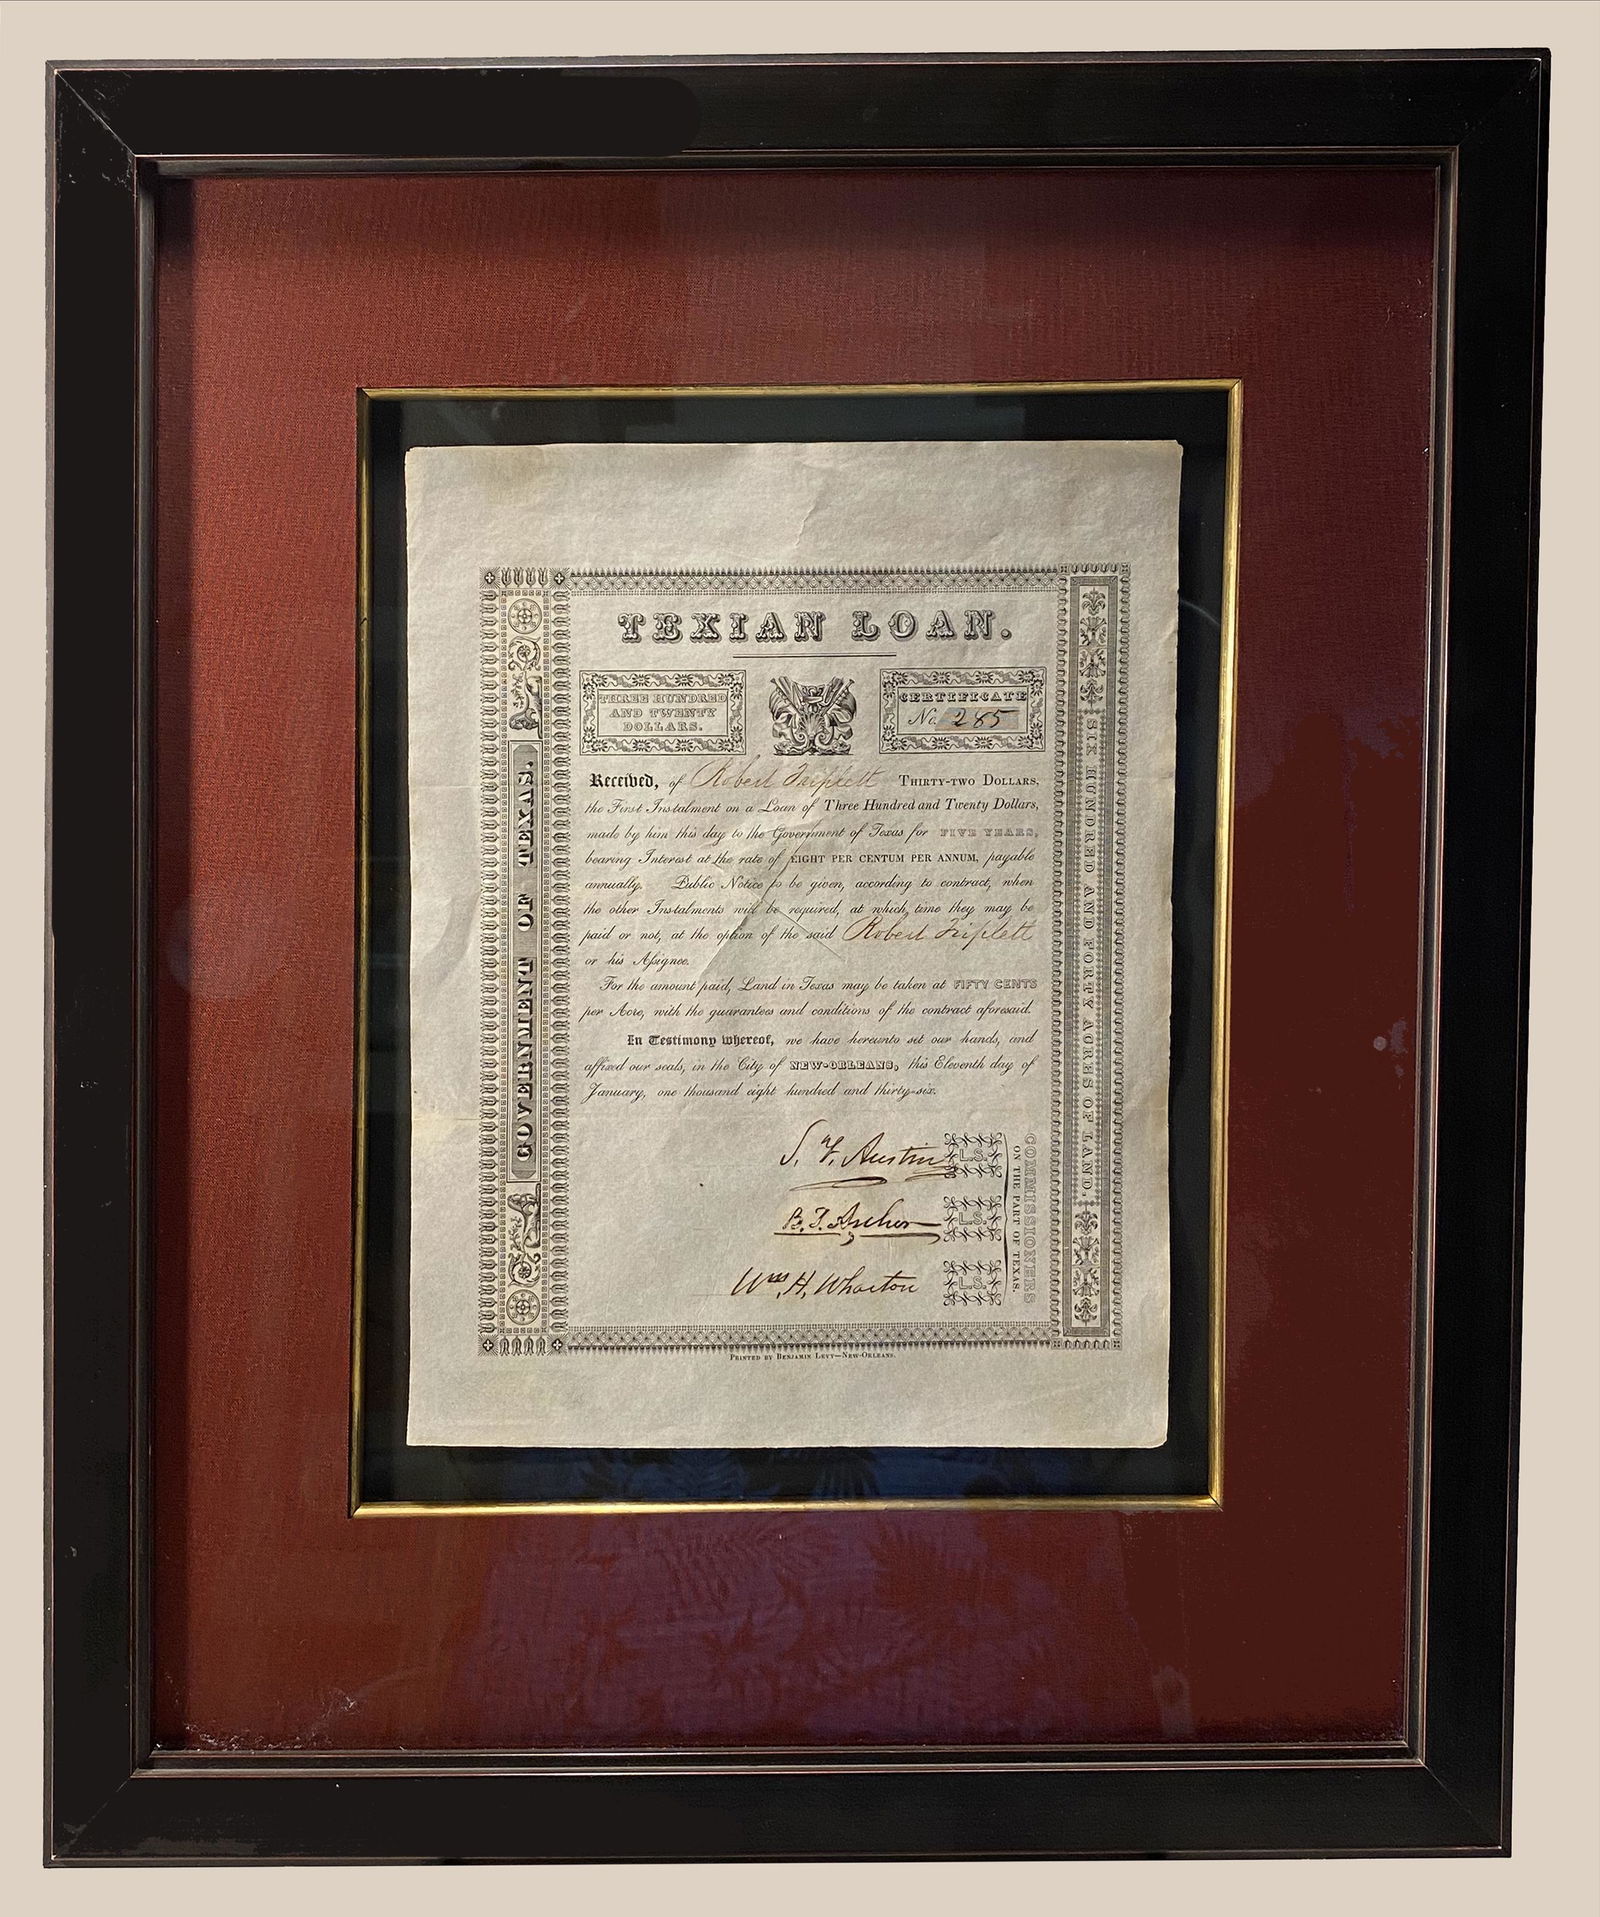 TEXIAN LOAN.
THREE HUNDRED
AND TWENTY
DOLLARS.
CERTIFICATE
No. 285
Received, of Robert Triplett THIRTY-TWO DOLLARS,
the First Instalment on a Loan of Three Hundred and Twenty Dollars,
made by him this day to the Government of Texas for FIVE YEARS,
bearing Interest at the rate of EIGHT PER CENTUM PER ANNUM, payable
annually. Public Notice to be given, according to contract, when
the other Instalments will be required, at which time they may be
paid or not, at the option of the said Robert Triplett
or his Assignee.
For the amount paid, Land in Texas may be taken at FIFTY CENTS
per Acre, with the guarantees and conditions of the contract aforesaid.
In Testimony whereof, we have hereunto set our hands, and
affixed our seals, in the City of NEW-ORLEANS, this Eleventh day of
January, one thousand eight hundred and thirty-six.
S. F. Austin L.S.
B. T. Archer L.S.
Wm. H. Wharton L.S.
COMMISSIONERS
ON THE PART OF TEXAS.
GOVERNMENT OF TEXAS.
SIX HUNDRED AND FORTY ACRES OF LAND.
PRINTED BY BENJAMIN LEVY—NEW-ORLEANS.